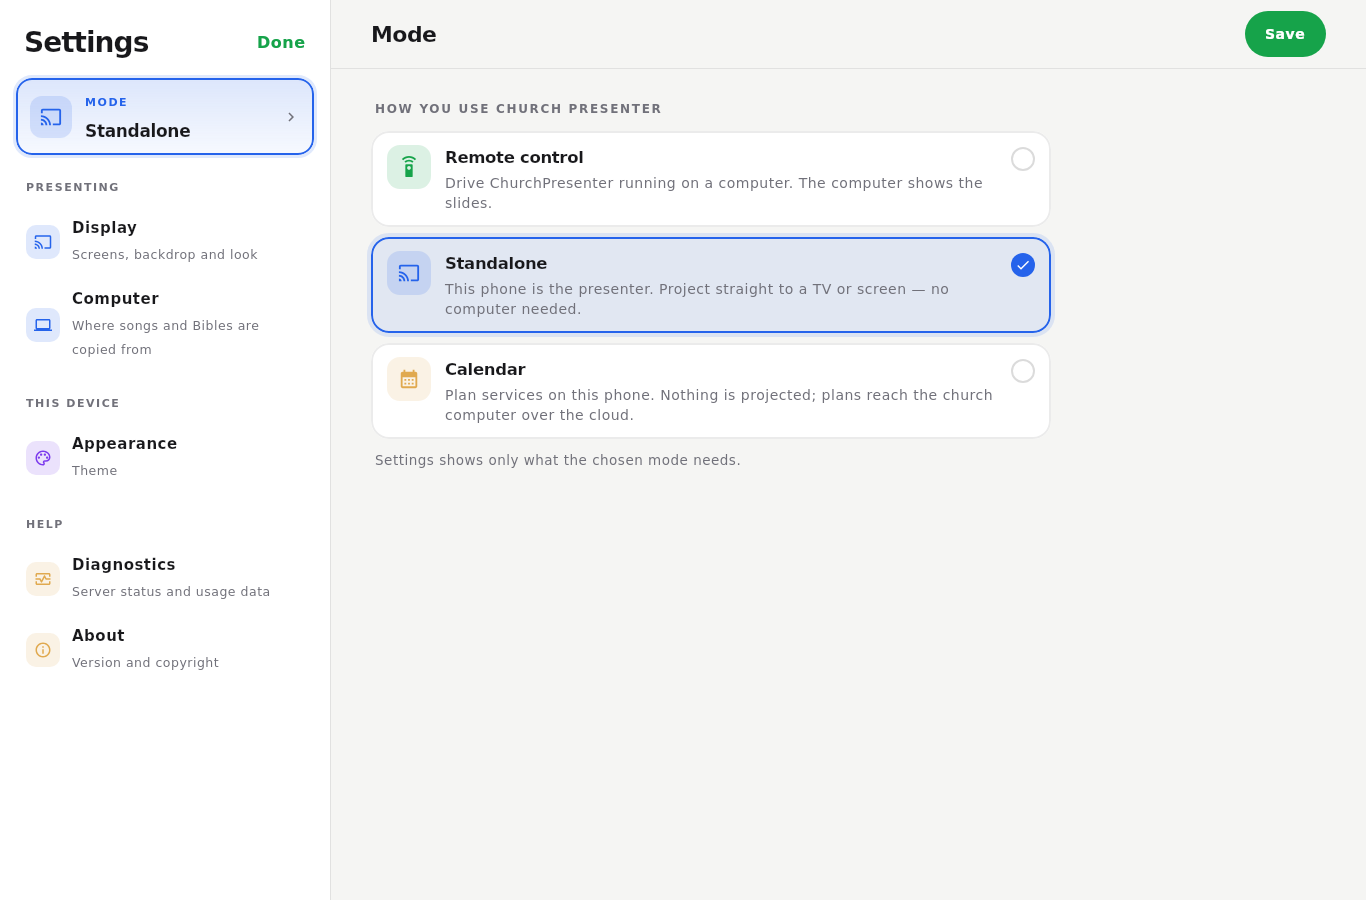 Settings
Done
MODE
Standalone
PRESENTING
Display
Screens, backdrop and look
Computer
Where songs and Bibles are
copied from
THIS DEVICE
Appearance
Theme
HELP
Diagnostics
Server status and usage data
About
Version and copyright
Mode
Save
HOW YOU USE CHURCH PRESENTER
Remote control
Drive ChurchPresenter running on a computer. The computer shows the
slides.
Standalone
This phone is the presenter. Project straight to a TV or screen — no
computer needed.
Calendar
Plan services on this phone. Nothing is projected; plans reach the church
computer over the cloud.
Settings shows only what the chosen mode needs.